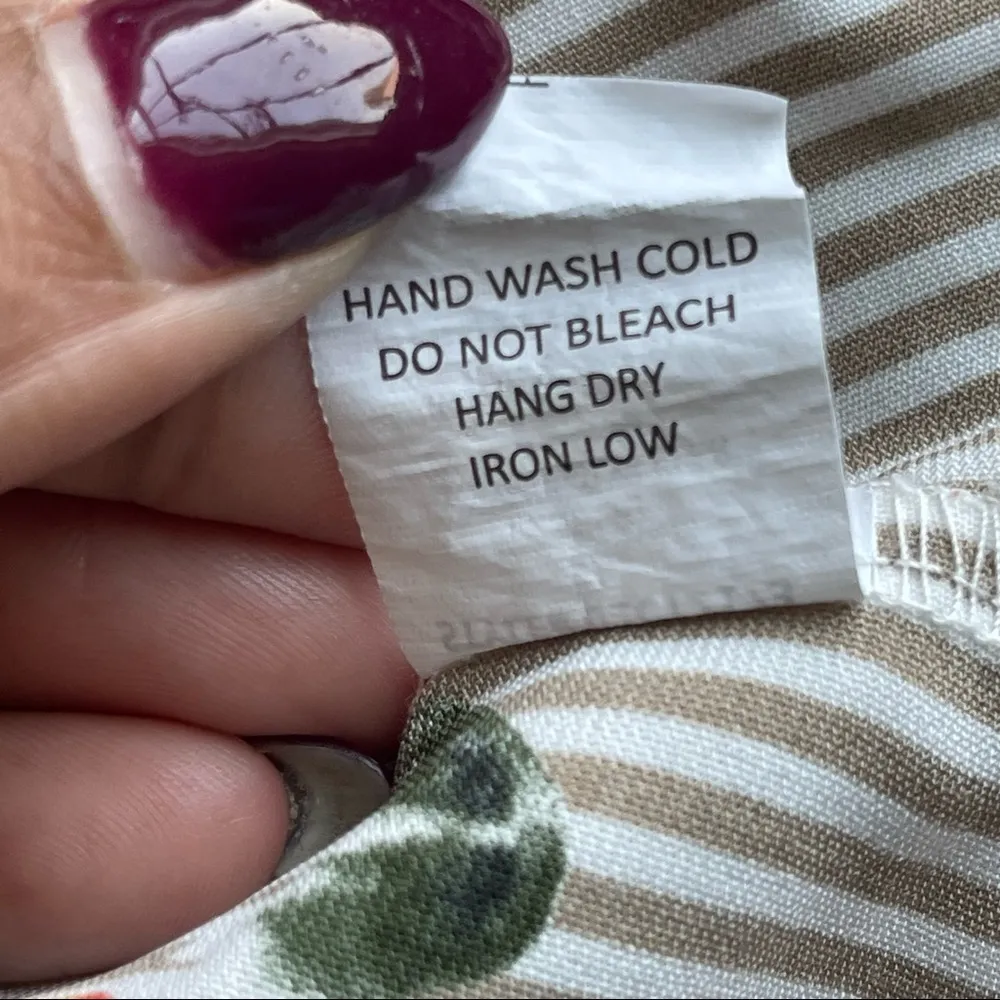 HAND WASH COLD
DO NOT BLEACH
HANG DRY
IRON LOW